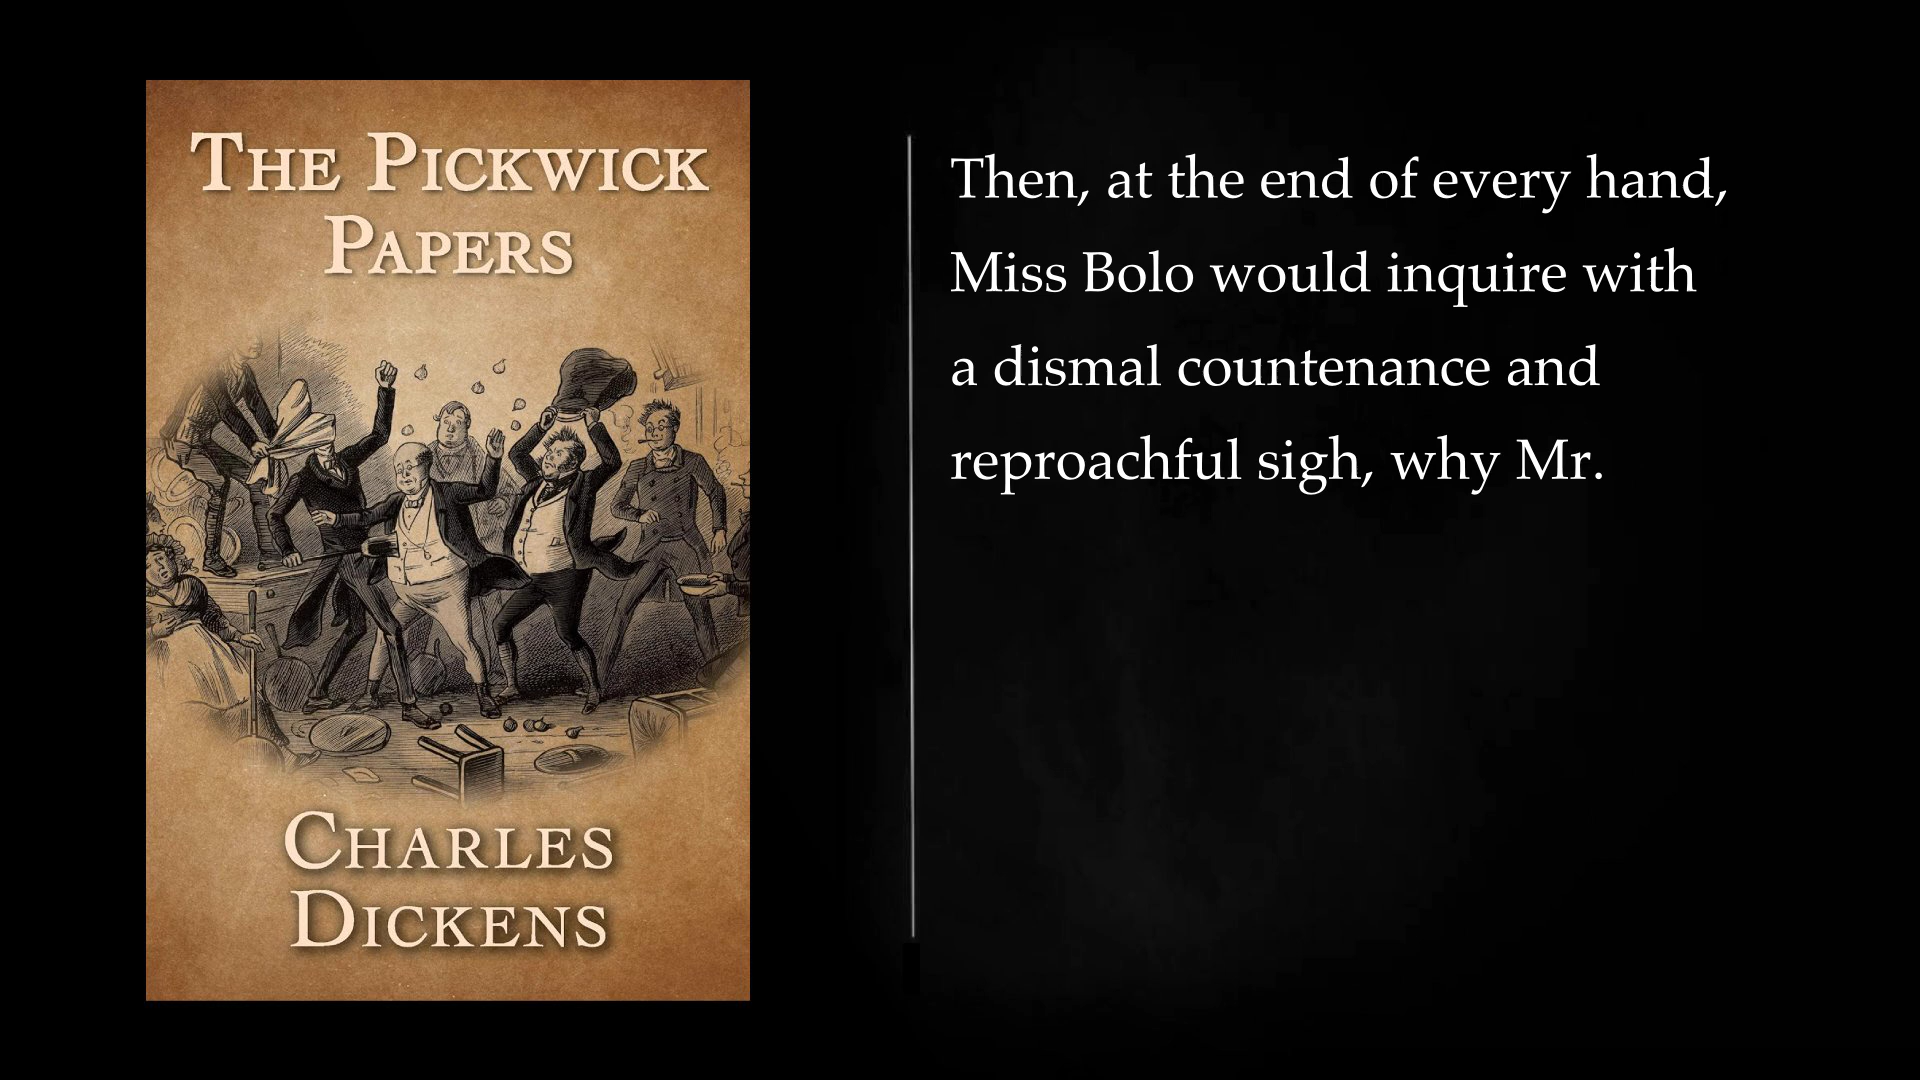 The Pickwick
Papers
Charles
Dickens
Then, at the end of every hand,
Miss Bolo would inquire with
a dismal countenance and
reproachful sigh, why Mr.